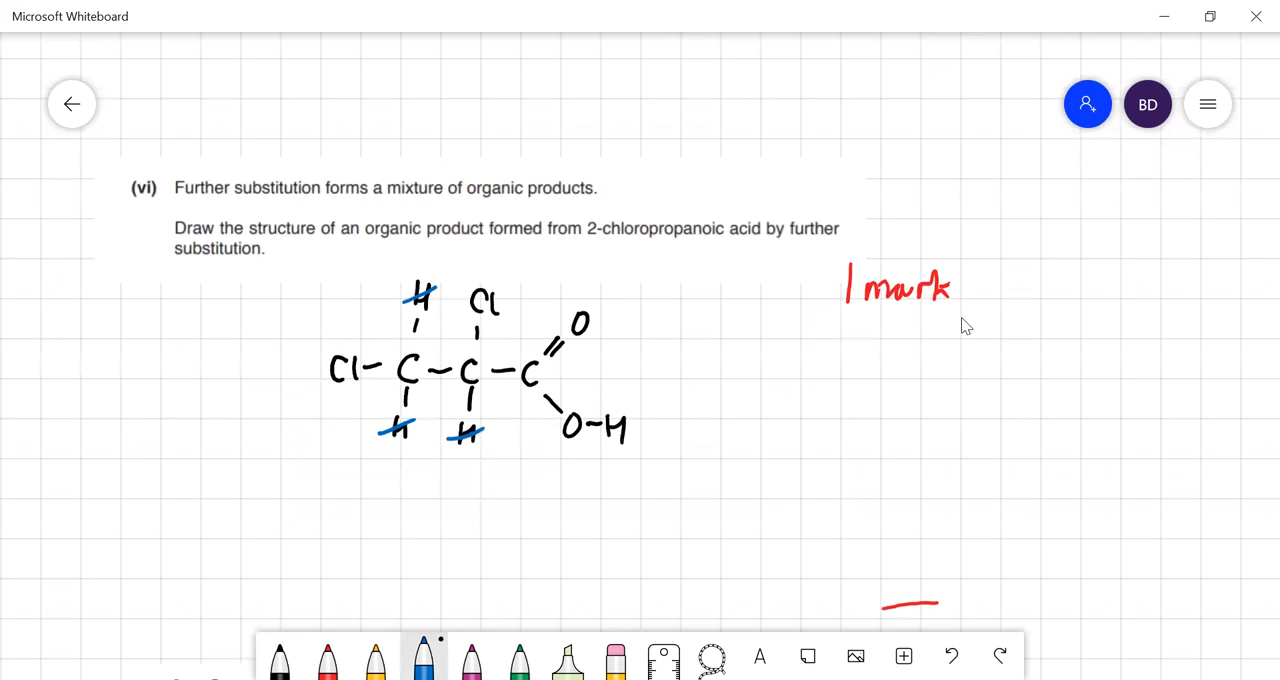 Microsoft Whiteboard
BD
(vi) Further substitution forms a mixture of organic products.
Draw the structure of an organic product formed from 2-chloropropanoic acid by further
substitution.
1 mark
H Cl O
Cl–C–C–C
H H O–H
A